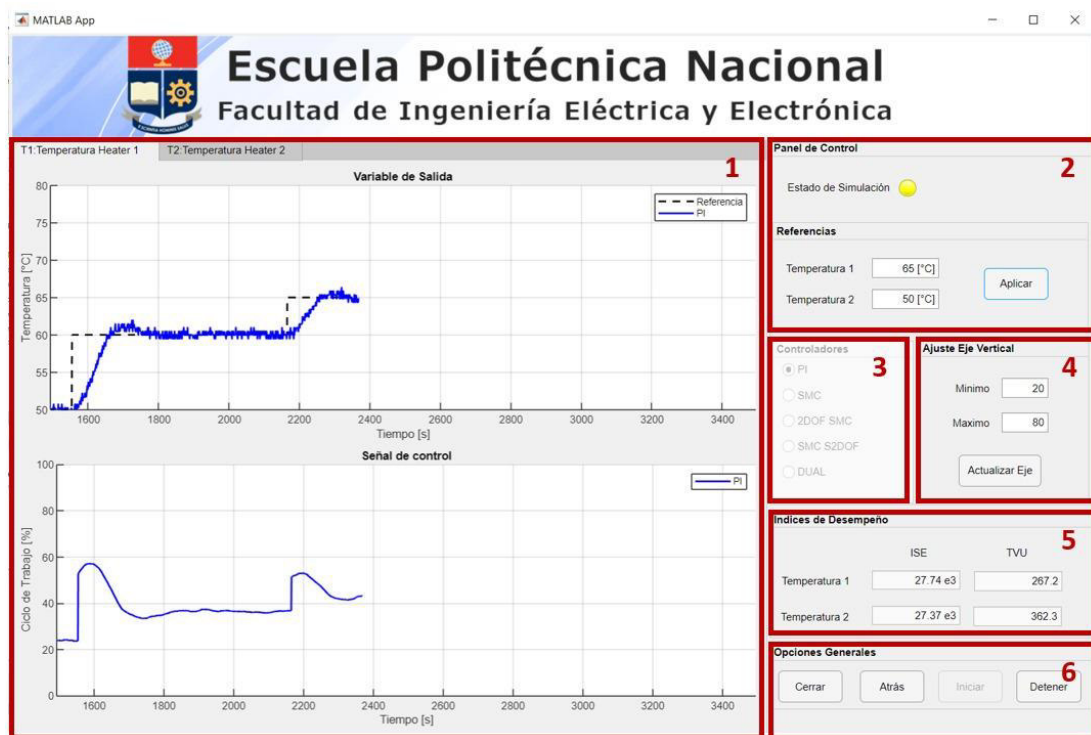 MATLAB App
Escuela Politécnica Nacional
Facultad de Ingeniería Eléctrica y Electrónica
T1:Temperatura Heater 1
T2:Temperatura Heater 2
1
Variable de Salida
80
75
70
65
60
55
50
Temperatura [°C]
Referencia
PI
1600 1800 2000 2200 2400 2600 2800 3000 3200 3400
Tiempo [s]
Señal de control
100
80
60
40
20
0
Ciclo de Trabajo [%]
PI
1600 1800 2000 2200 2400 2600 2800 3000 3200 3400
Tiempo [s]
Panel de Control
2
Estado de Simulación
Referencias
Temperatura 1 65 [°C]
Temperatura 2 50 [°C]
Aplicar
Controladores
3
PI
SMC
2DOF SMC
SMC S2DOF
DUAL
Ajuste Eje Vertical
4
Minimo 20
Maximo 80
Actualizar Eje
Indices de Desempeño
5
ISE TVU
Temperatura 1 27.74 e3 267.2
Temperatura 2 27.37 e3 362.3
Opciones Generales
6
Cerrar Atrás Iniciar Detener